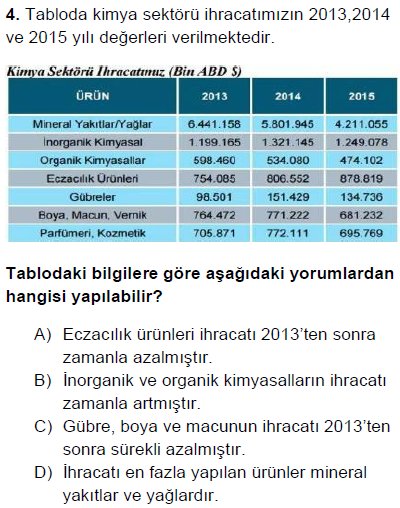 4. Tabloda kimya sektörü ihracatımızın 2013,2014
ve 2015 yılı değerleri verilmektedir.
Kimya Sektörü İhracatımız (Bin ABD $)
ÜRÜN 2013 2014 2015
Mineral Yakıtlar/Yağlar 6.441.158 5.801.945 4.211.055
İnorganik Kimyasal 1.199.165 1.321.145 1.249.078
Organik Kimyasallar 598.460 534.080 474.102
Eczacılık Ürünleri 754.085 806.552 878.819
Gübreler 98.501 151.429 134.736
Boya, Macun, Vernik 764.472 771.222 681.232
Parfümeri, Kozmetik 705.871 772.111 695.769
Tablodaki bilgilere göre aşağıdaki yorumlardan
hangisi yapılabilir?
A) Eczacılık ürünleri ihracatı 2013'ten sonra
zamanla azalmıştır.
B) İnorganik ve organik kimyasalların ihracatı
zamanla artmıştır.
C) Gübre, boya ve macunun ihracatı 2013'ten
sonra sürekli azalmıştır.
D) İhracatı en fazla yapılan ürünler mineral
yakıtlar ve yağlardır.